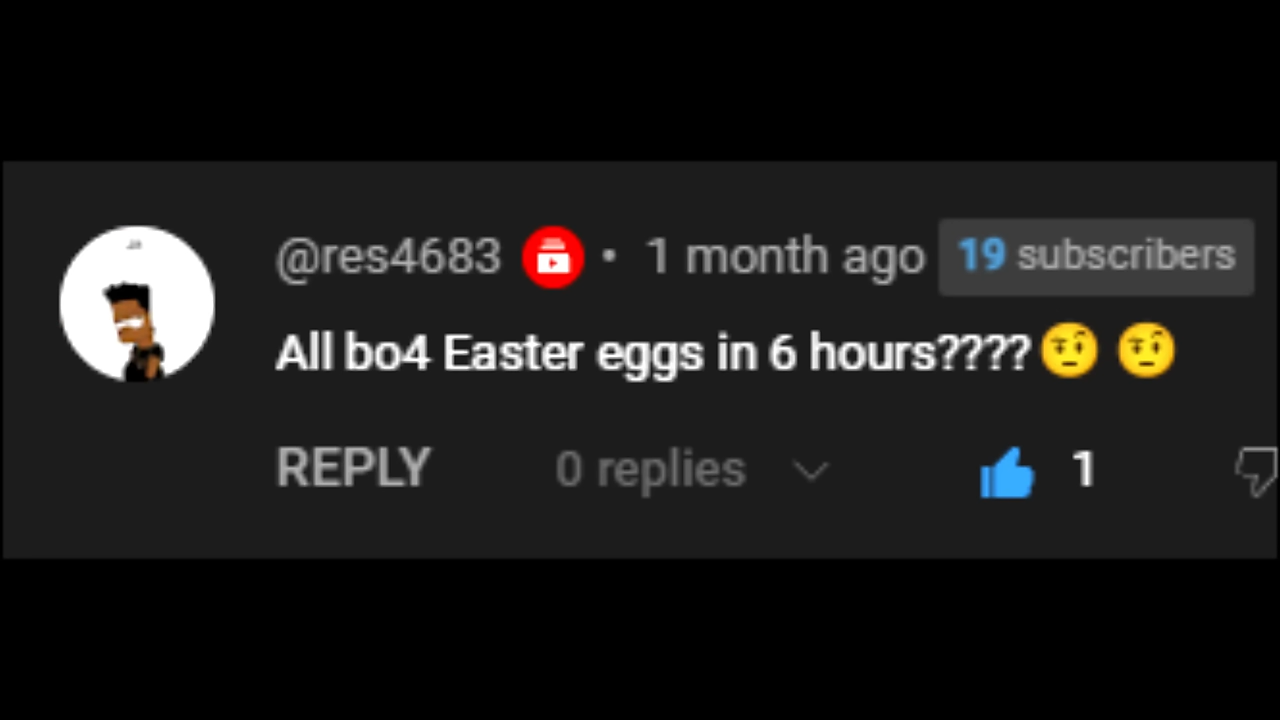 @res4683 • 1 month ago 19 subscribers
All bo4 Easter eggs in 6 hours????🤨 🤨
REPLY 0 replies 1